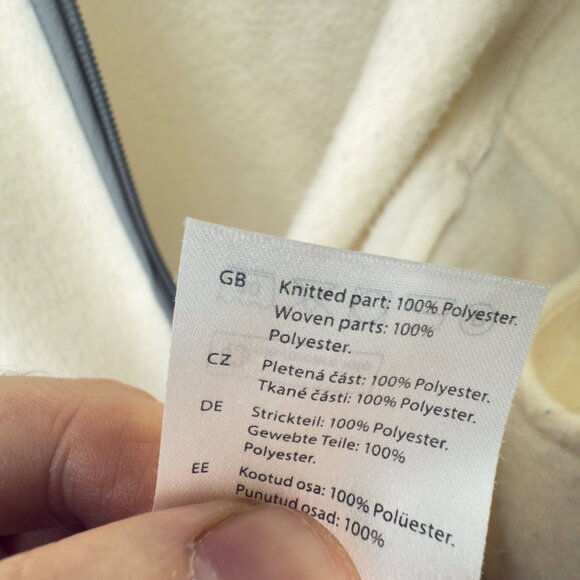 GB Knitted part: 100% Polyester.
Woven parts: 100%
Polyester.
CZ Pletená část: 100% Polyester.
Tkané části: 100% Polyester.
DE Strickteil: 100% Polyester.
Gewebte Teile: 100%
Polyester.
EE Kootud osa: 100% Polüester.
Punutud osad: 100%